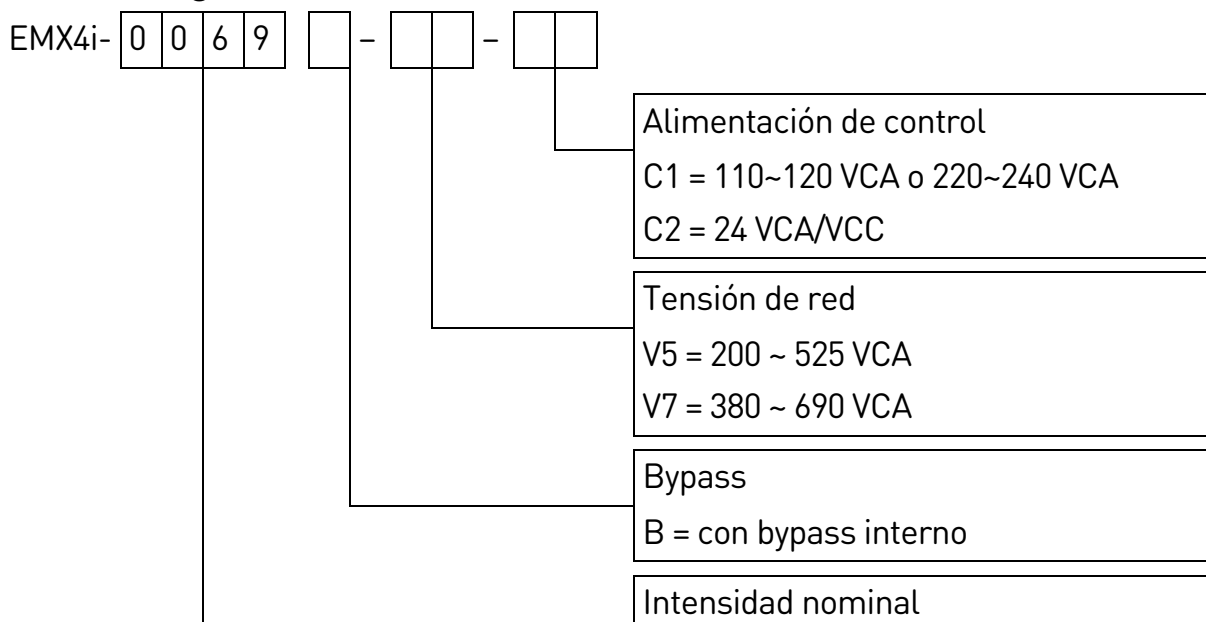 EMX4i- 0 0 6 9 – –
Alimentación de control
C1 = 110~120 VCA o 220~240 VCA
C2 = 24 VCA/VCC
Tensión de red
V5 = 200 ~ 525 VCA
V7 = 380 ~ 690 VCA
Bypass
B = con bypass interno
Intensidad nominal